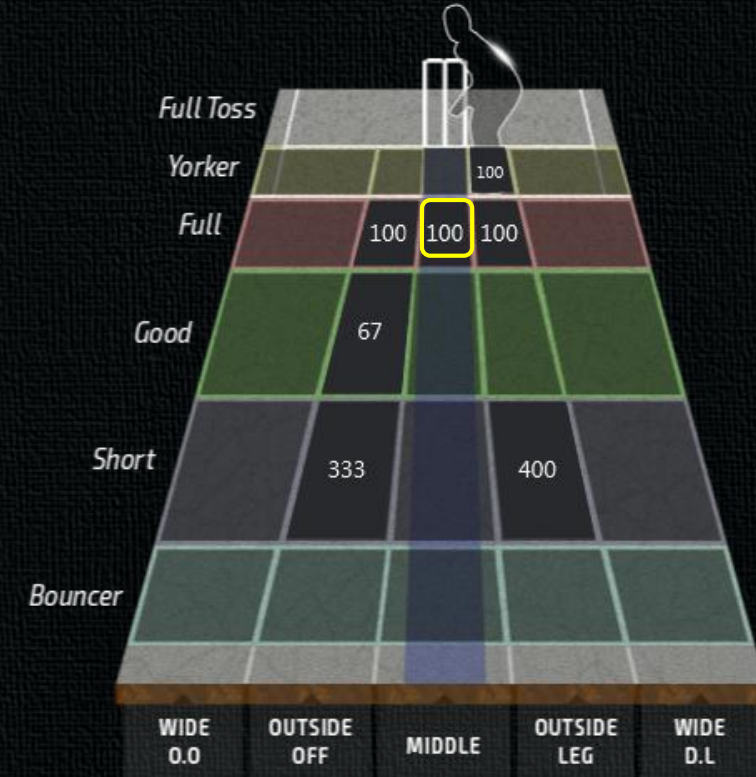 Full Toss
Yorker 100
Full 100 100 100
Good 67
Short 333 400
Bouncer
WIDE O.O
OUTSIDE OFF
MIDDLE
OUTSIDE LEG
WIDE D.L